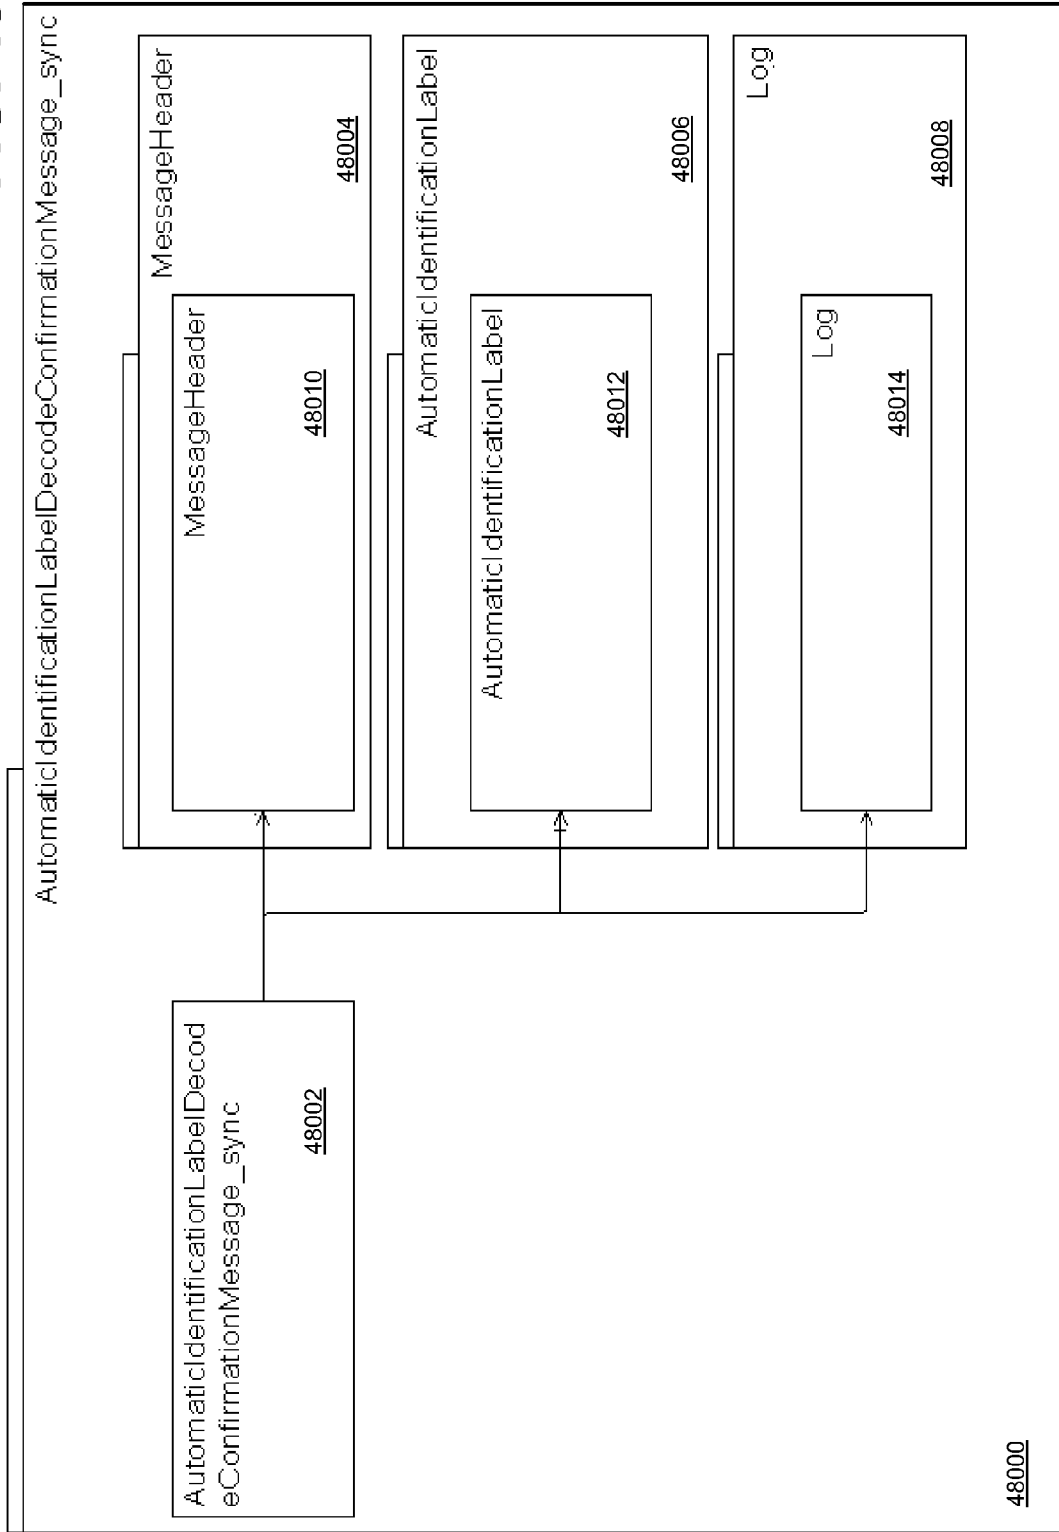 AutomaticIdentificationLabelDecodeConfirmationMessage_sync
AutomaticIdentificationLabelDecod
eConfirmationMessage_sync
48002
MessageHeader
MessageHeader
48010
48004
AutomaticIdentificationLabel
AutomaticIdentificationLabel
48012
48006
Log
Log
48014
48008
48000